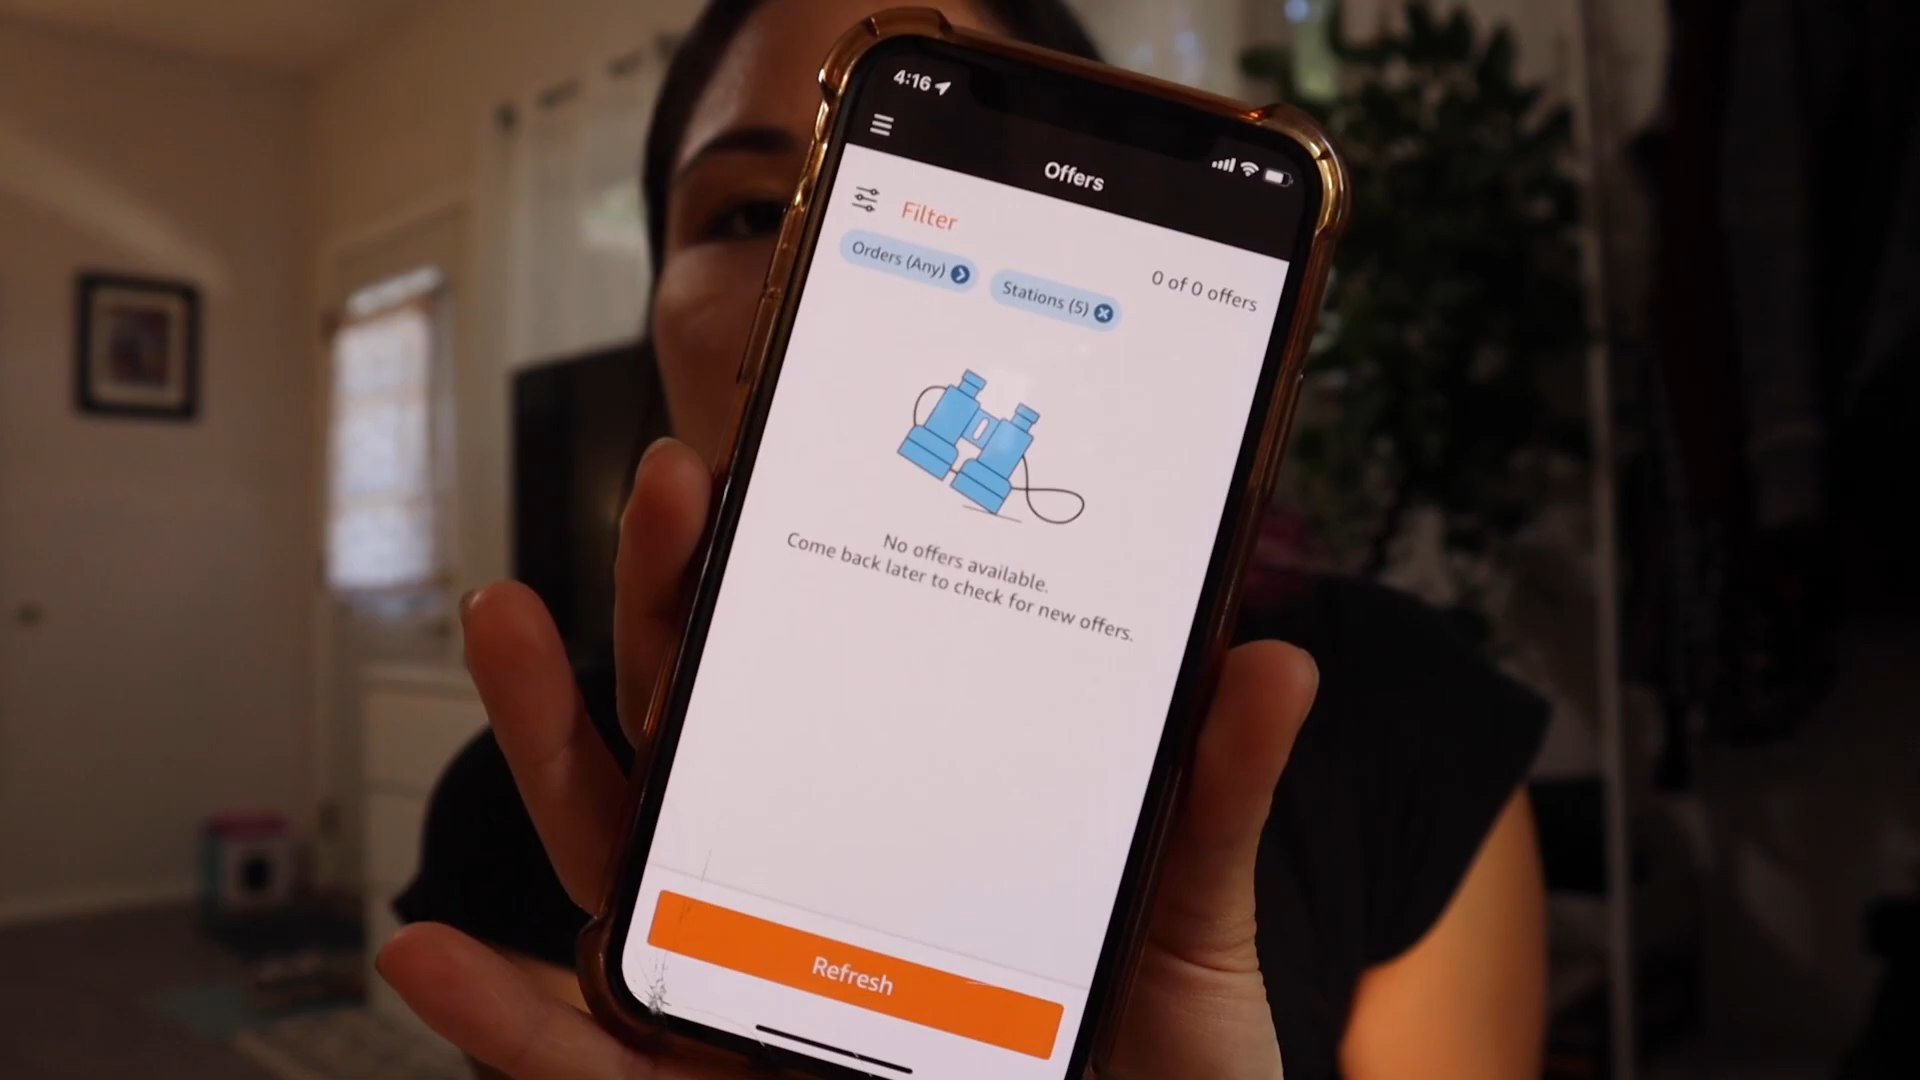 4:16
Offers
Filter
Orders (Any)
Stations (5)
0 of 0 offers
No offers available.
Come back later to check for new offers.
Refresh